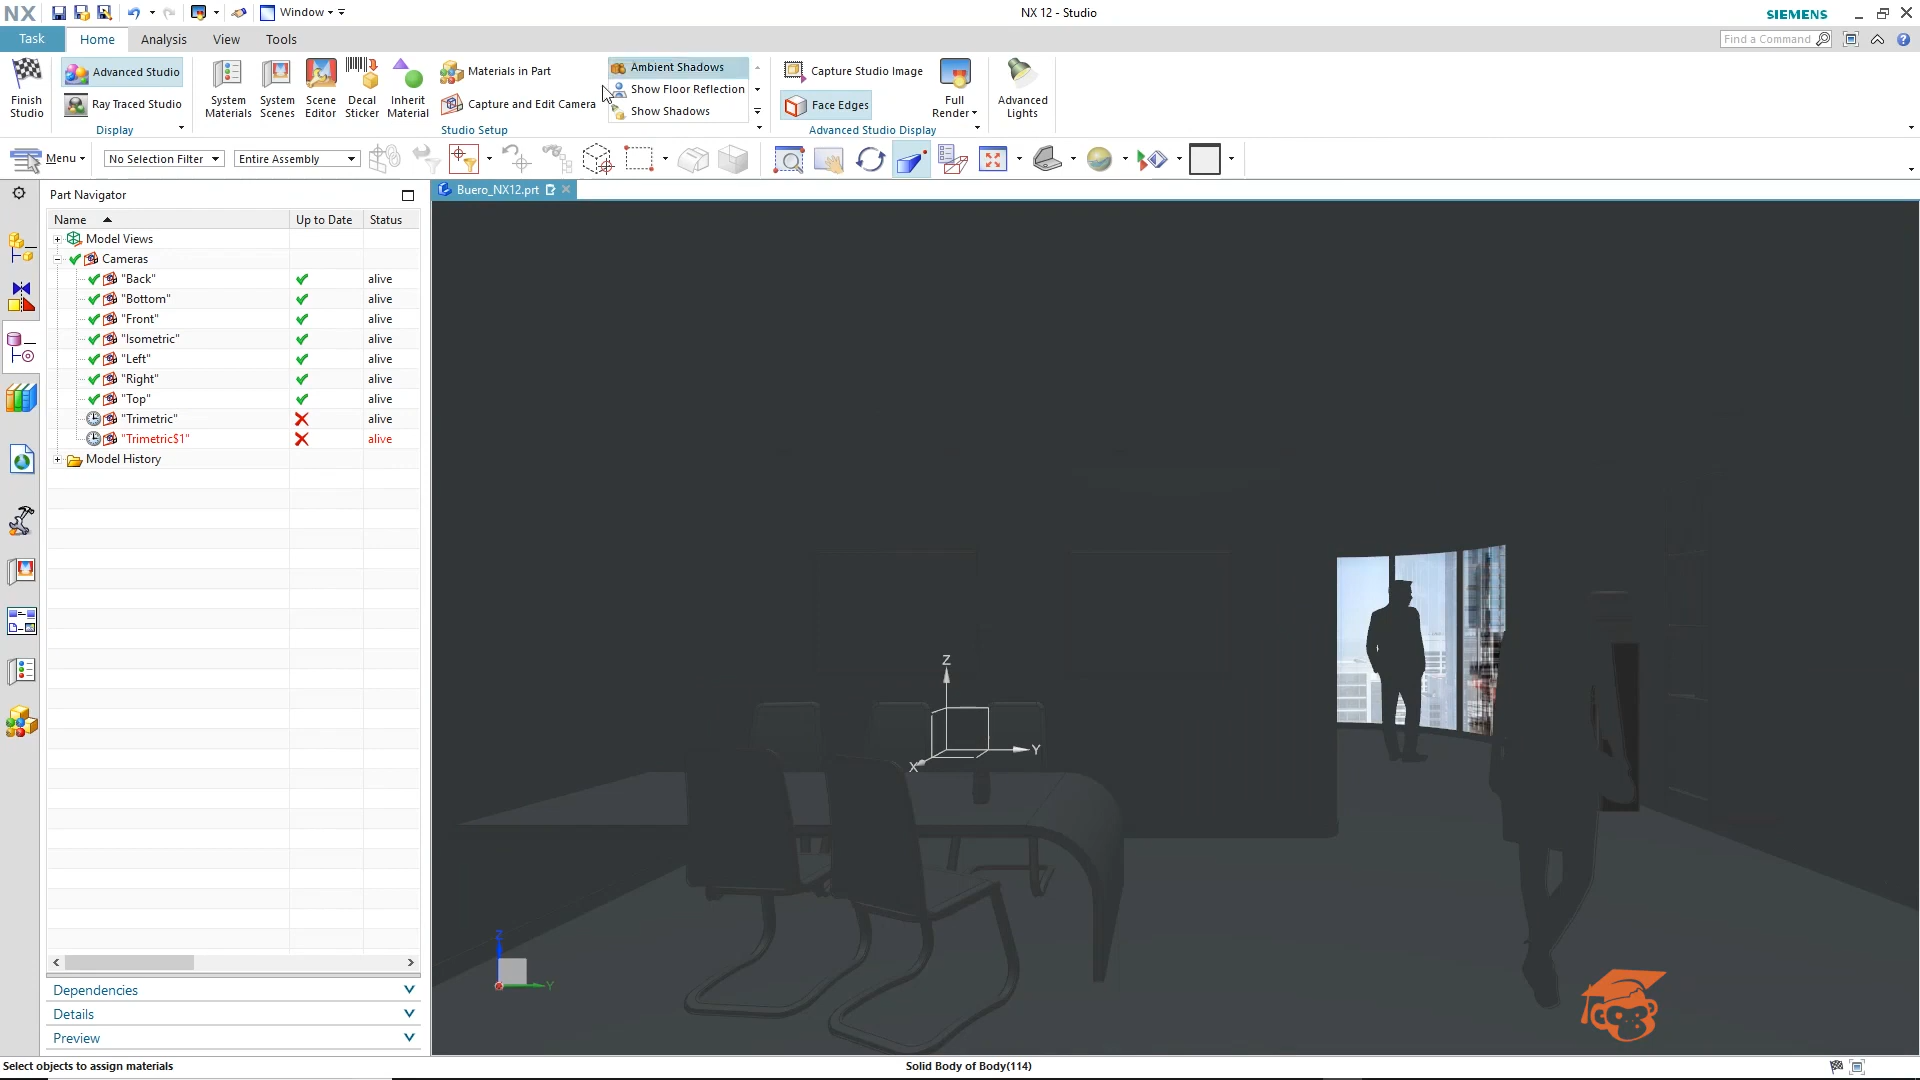 NX
Window
NX 12 - Studio
SIEMENS
Task
Home
Analysis
View
Tools
Find a Command
Finish Studio
Advanced Studio
Ray Traced Studio
Display
System Materials
System Scenes
Scene Editor
Decal Sticker
Inherit Material
Materials in Part
Capture and Edit Camera
Studio Setup
Ambient Shadows
Show Floor Reflection
Show Shadows
Capture Studio Image
Face Edges
Full Render
Advanced Studio Display
Advanced Lights
Menu
No Selection Filter
Entire Assembly
Part Navigator
Buero_NX12.prt
Name Up to Date Status
Model Views
Cameras
"Back" alive
"Bottom" alive
"Front" alive
"Isometric" alive
"Left" alive
"Right" alive
"Top" alive
"Trimetric" alive
"Trimetric$1" alive
Model History
Z
Y
X
Z
Y
Dependencies
Details
Preview
Select objects to assign materials
Solid Body of Body(114)